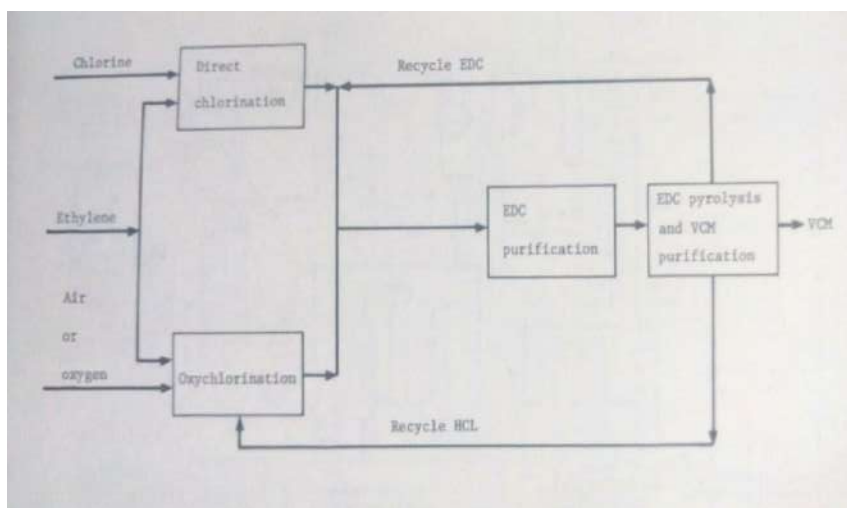 Chlorine
Direct
chlorination
Recycle EDC
Ethylene
EDC
purification
EDC pyrolysis
and VCM
purification
VCM
Air
or
oxygen
Oxychlorination
Recycle HCL